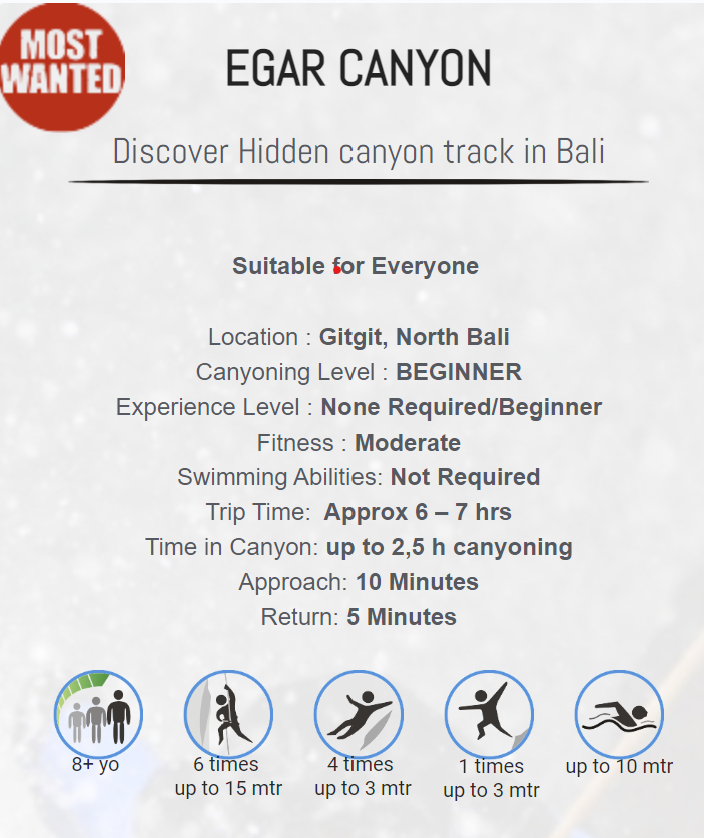 MOST
WANTED
EGAR CANYON
Discover Hidden canyon track in Bali
Suitable for Everyone
Location : Gitgit, North Bali
Canyoning Level : BEGINNER
Experience Level : None Required/Beginner
Fitness : Moderate
Swimming Abilities: Not Required
Trip Time:  Approx 6 – 7 hrs
Time in Canyon: up to 2,5 h canyoning
Approach: 10 Minutes
Return: 5 Minutes
8+ yo
6 times
up to 15 mtr
4 times
up to 3 mtr
1 times
up to 3 mtr
up to 10 mtr